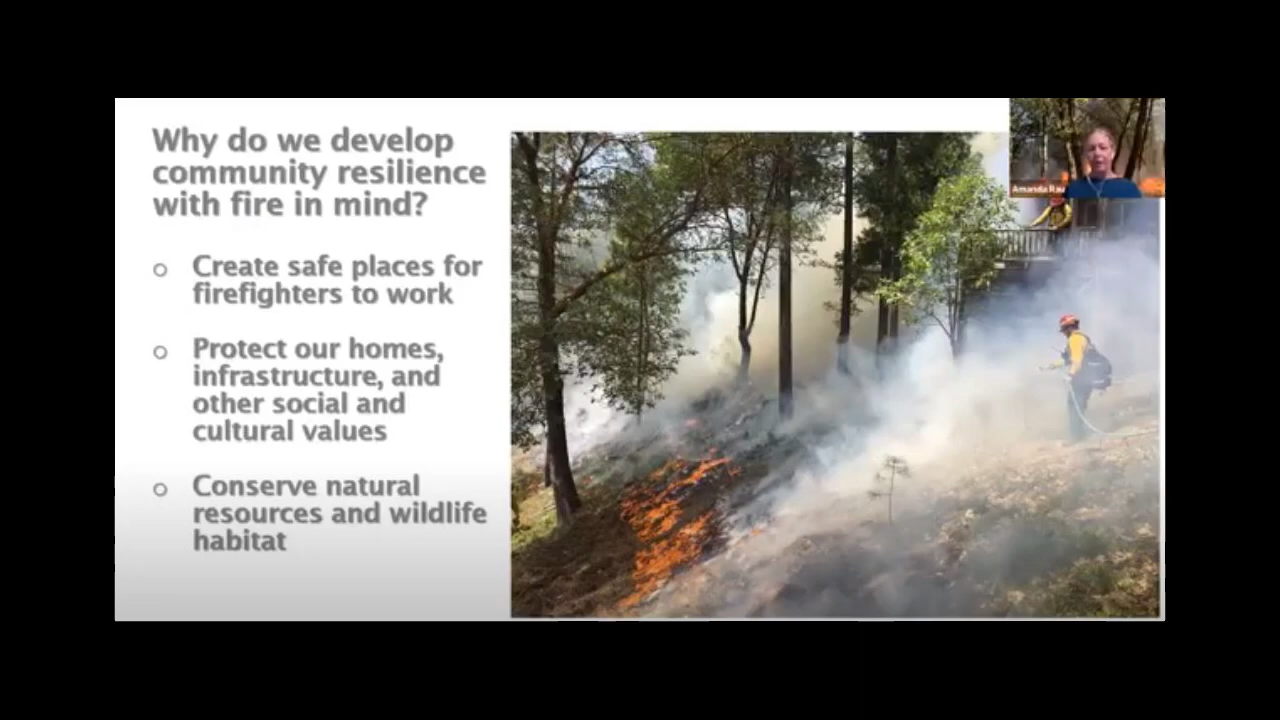 Why do we develop
community resilience
with fire in mind?
Create safe places for
firefighters to work
Protect our homes,
infrastructure, and
other social and
cultural values
Conserve natural
resources and wildlife
habitat
Amanda